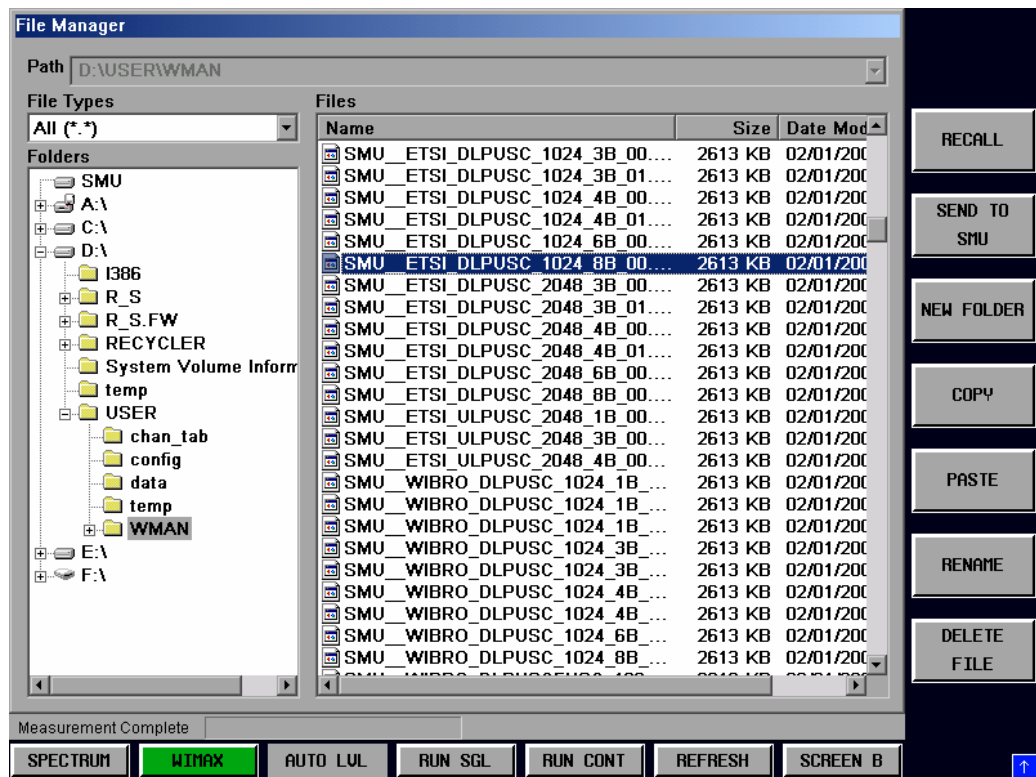 File Manager
Path D:\USER\WMAN
File Types
All (*.*)
Folders
SMU
A:\
C:\
D:\
I386
R_S
R_S.FW
RECYCLER
System Volume Inform
temp
USER
chan_tab
config
data
temp
WMAN
E:\
F:\
Files
Name Size Date Mod
SMU__ETSI_DLPUSC_1024_3B_00.... 2613 KB 02/01/200
SMU__ETSI_DLPUSC_1024_3B_01.... 2613 KB 02/01/200
SMU__ETSI_DLPUSC_1024_4B_00.... 2613 KB 02/01/200
SMU__ETSI_DLPUSC_1024_4B_01.... 2613 KB 02/01/200
SMU__ETSI_DLPUSC_1024_6B_00.... 2613 KB 02/01/200
SMU__ETSI_DLPUSC_1024_8B_00.... 2613 KB 02/01/200
SMU__ETSI_DLPUSC_2048_3B_00.... 2613 KB 02/01/200
SMU__ETSI_DLPUSC_2048_3B_01.... 2613 KB 02/01/200
SMU__ETSI_DLPUSC_2048_4B_00.... 2613 KB 02/01/200
SMU__ETSI_DLPUSC_2048_4B_01.... 2613 KB 02/01/200
SMU__ETSI_DLPUSC_2048_6B_00.... 2613 KB 02/01/200
SMU__ETSI_DLPUSC_2048_8B_00.... 2613 KB 02/01/200
SMU__ETSI_ULPUSC_2048_1B_00.... 2613 KB 02/01/200
SMU__ETSI_ULPUSC_2048_3B_00.... 2613 KB 02/01/200
SMU__ETSI_ULPUSC_2048_4B_00.... 2613 KB 02/01/200
SMU__WIBRO_DLPUSC_1024_1B_... 2613 KB 02/01/200
SMU__WIBRO_DLPUSC_1024_1B_... 2613 KB 02/01/200
SMU__WIBRO_DLPUSC_1024_1B_... 2613 KB 02/01/200
SMU__WIBRO_DLPUSC_1024_3B_... 2613 KB 02/01/200
SMU__WIBRO_DLPUSC_1024_3B_... 2613 KB 02/01/200
SMU__WIBRO_DLPUSC_1024_4B_... 2613 KB 02/01/200
SMU__WIBRO_DLPUSC_1024_4B_... 2613 KB 02/01/200
SMU__WIBRO_DLPUSC_1024_6B_... 2613 KB 02/01/200
SMU__WIBRO_DLPUSC_1024_8B_... 2613 KB 02/01/200
RECALL
SEND TO
SMU
NEW FOLDER
COPY
PASTE
RENAME
DELETE
FILE
Measurement Complete
SPECTRUM WIMAX AUTO LVL RUN SGL RUN CONT REFRESH SCREEN B